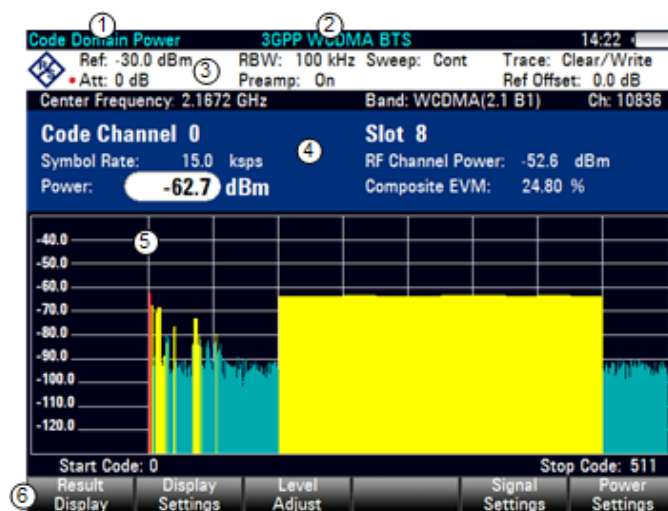 ① ②
Code Domain Power 3GPP WCDMA BTS 14:22
Ref: -30.0 dBm RBW: 100 kHz Sweep: Cont Trace: Clear/Write
③
• Att: 0 dB Preamp: On Ref Offset: 0.0 dB
Center Frequency: 2.1672 GHz Band: WCDMA(2.1 B1) Ch: 10836
Code Channel 0 Slot 8
④
Symbol Rate: 15.0 ksps RF Channel Power: -52.6 dBm
Power: -62.7 dBm Composite EVM: 24.80 %
-40.0
⑤
-50.0
-60.0
-70.0
-80.0
-90.0
-100.0
-110.0
-120.0
Start Code: 0 Stop Code: 511
⑥
Result Display Level Signal Power
Display Settings Adjust Settings Settings